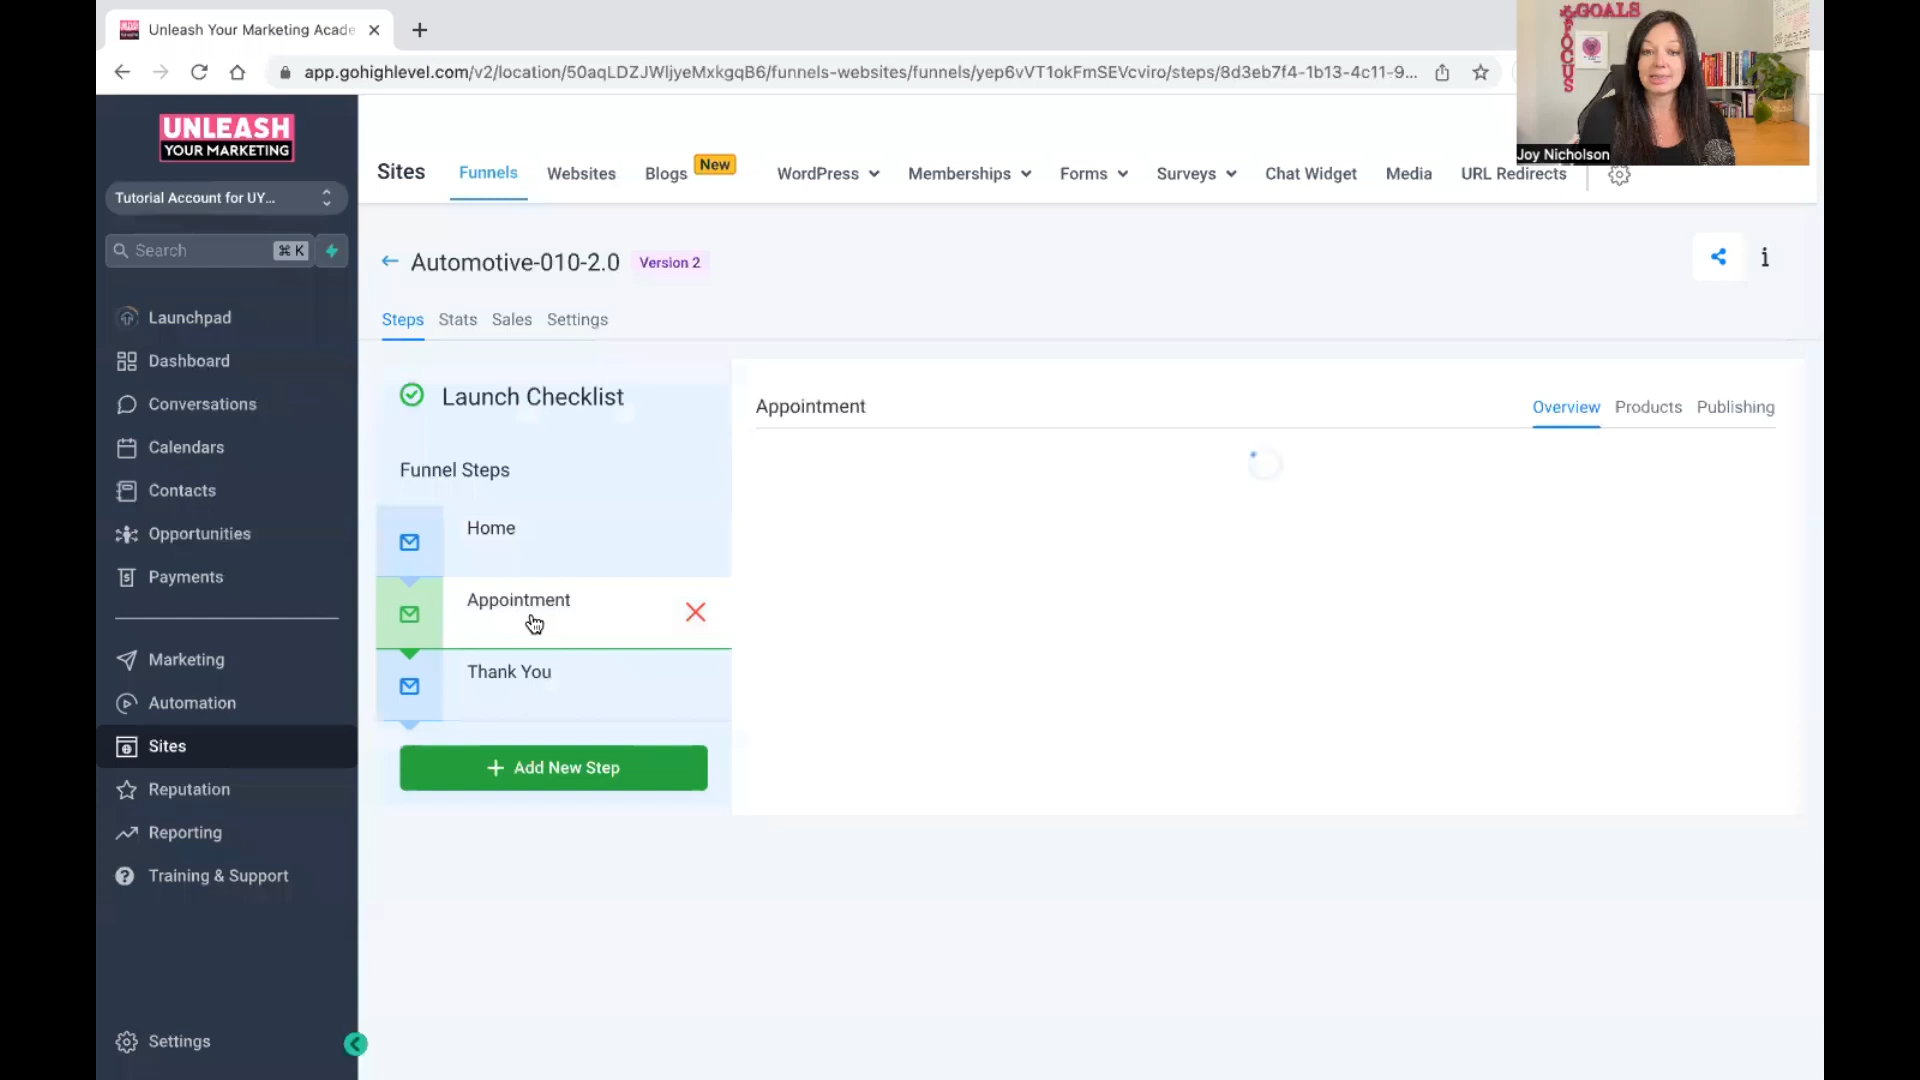 Unleash Your Marketing Acade
app.gohighlevel.com/v2/location/50aqLDZJWljyeMxkgqB6/funnels-websites/funnels/yep6vVT1okFmSEVcviro/steps/8d3eb7f4-1b13-4c11-9...
GOALS
FOCUS
Joy Nicholson
UNLEASH
YOUR MARKETING
Tutorial Account for UY...
Search
⌘ K
Launchpad
Dashboard
Conversations
Calendars
Contacts
Opportunities
Payments
Marketing
Automation
Sites
Reputation
Reporting
Training & Support
Settings
Sites Funnels Websites Blogs New WordPress Memberships Forms Surveys Chat Widget Media URL Redirects
Automotive-010-2.0 Version 2
Steps Stats Sales Settings
Launch Checklist
Funnel Steps
Home
Appointment
Thank You
+ Add New Step
Appointment
Overview Products Publishing